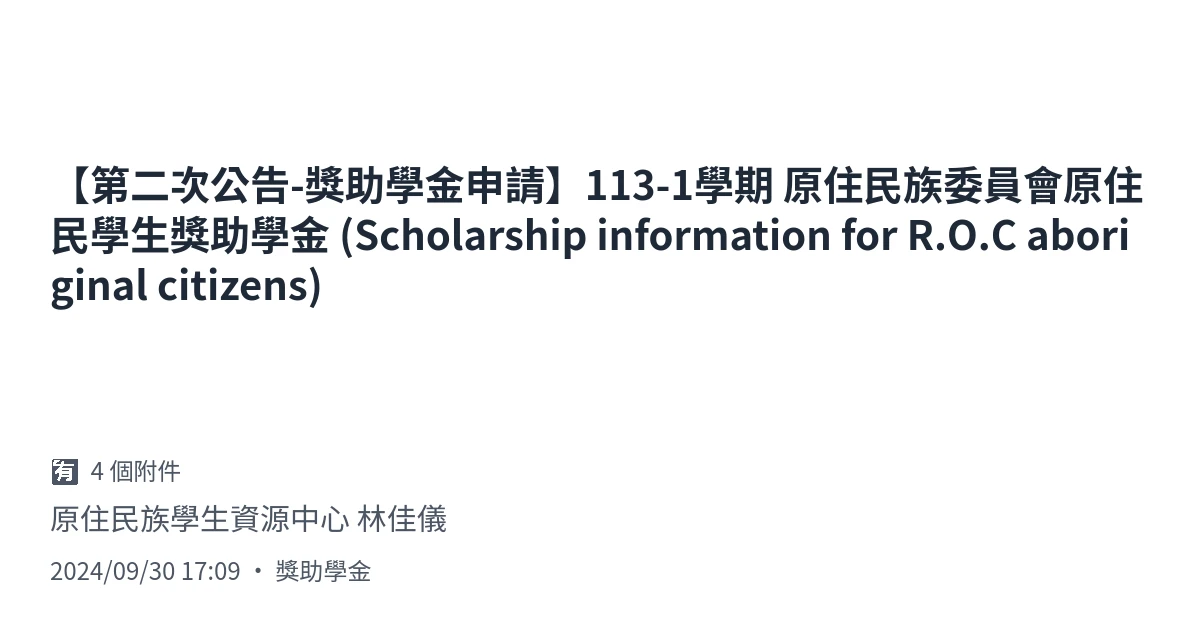 【第二次公告-獎助學金申請】113-1學期 原住民族委員會原住
民學生獎助學金 (Scholarship information for R.O.C abori
ginal citizens)
🈶 4 個附件
原住民族學生資源中心 林佳儀
2024/09/30 17:09 · 獎助學金